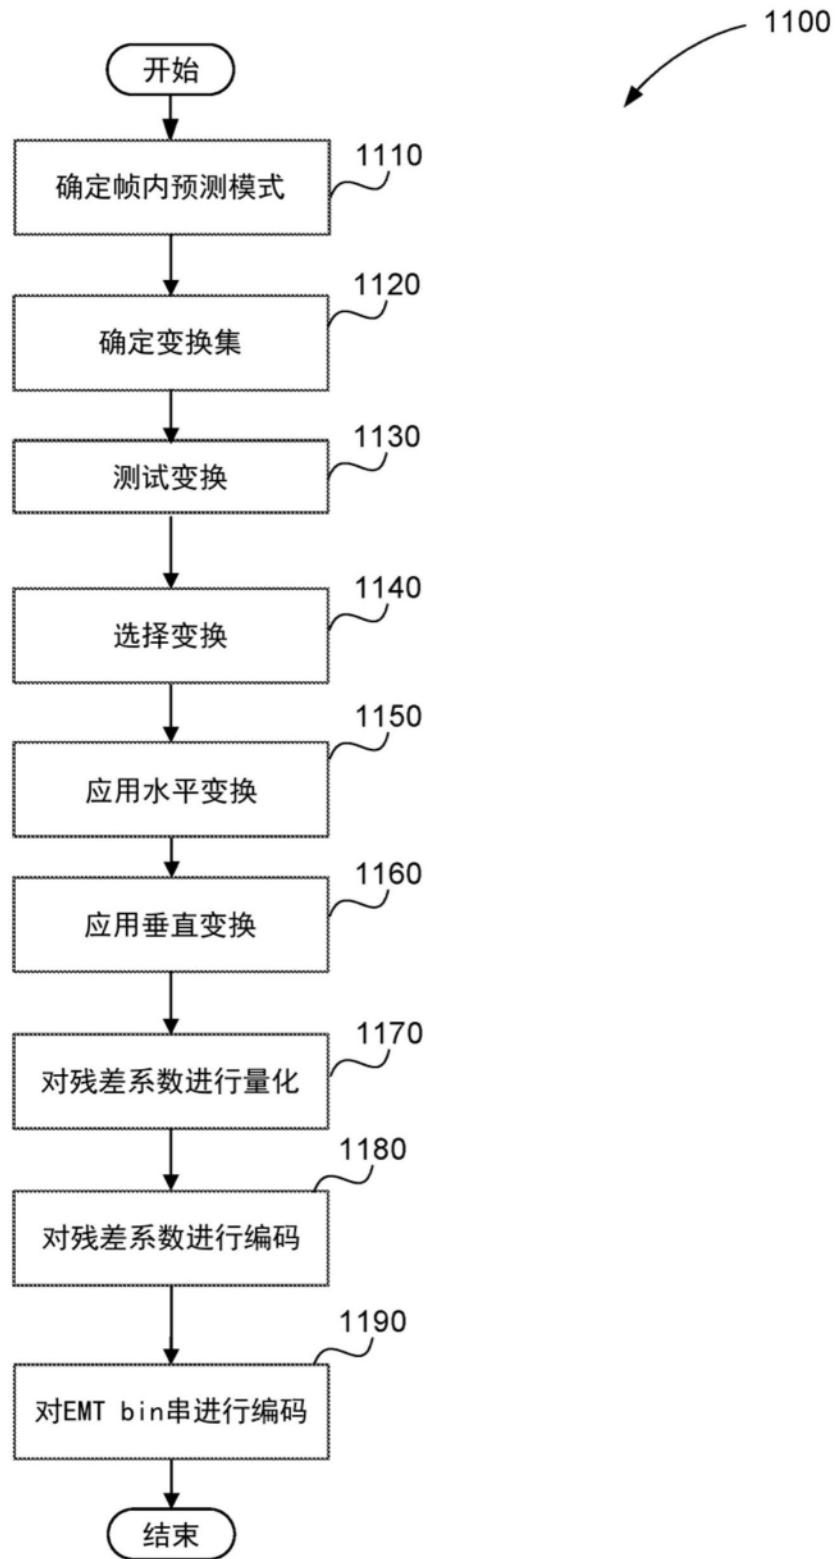 1100
开始
1110
确定帧内预测模式
1120
确定变换集
1130
测试变换
1140
选择变换
1150
应用水平变换
1160
应用垂直变换
1170
对残差系数进行量化
1180
对残差系数进行编码
1190
对EMT bin串进行编码
结束